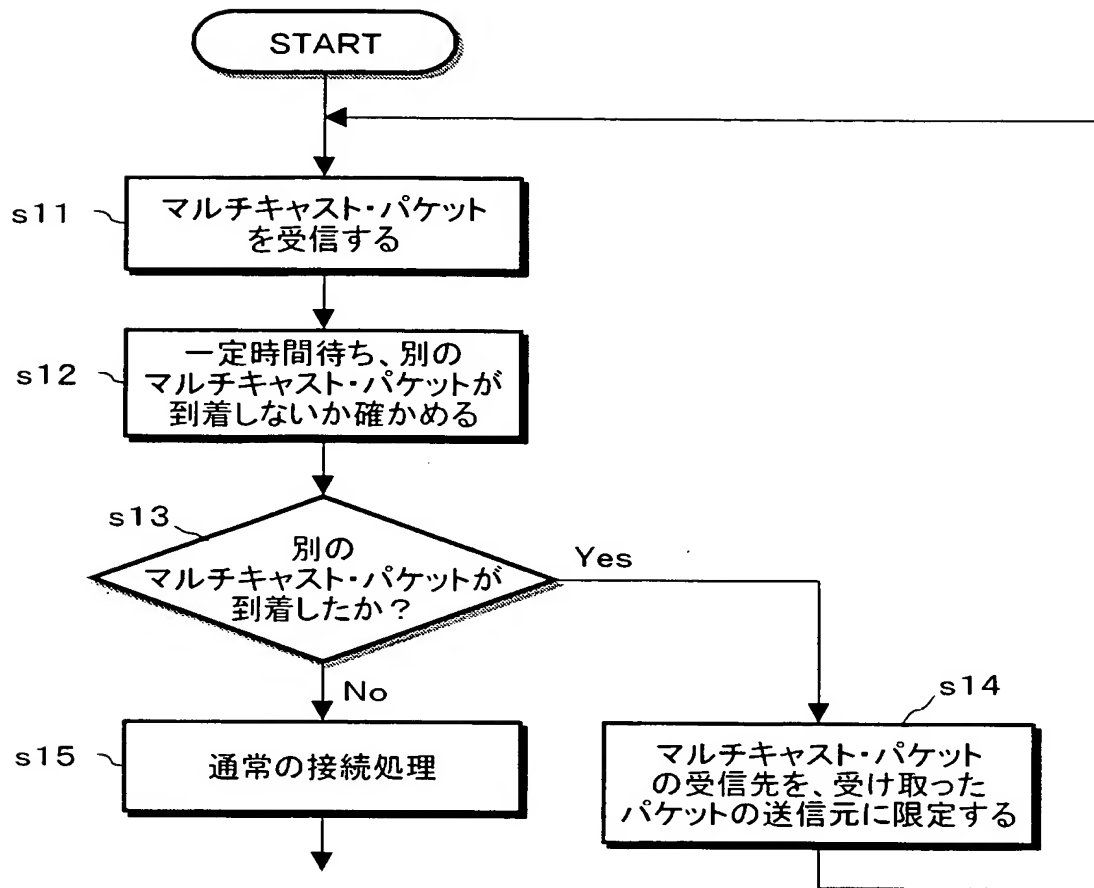 START
s11
マルチキャスト・パケット
を受信する
s12
一定時間待ち、別の
マルチキャスト・パケットが
到着しないか確かめる
s13
別の
マルチキャスト・パケットが
到着したか？
Yes
No
s14
マルチキャスト・パケット
の受信先を、受け取った
パケットの送信元に限定する
s15
通常の接続処理